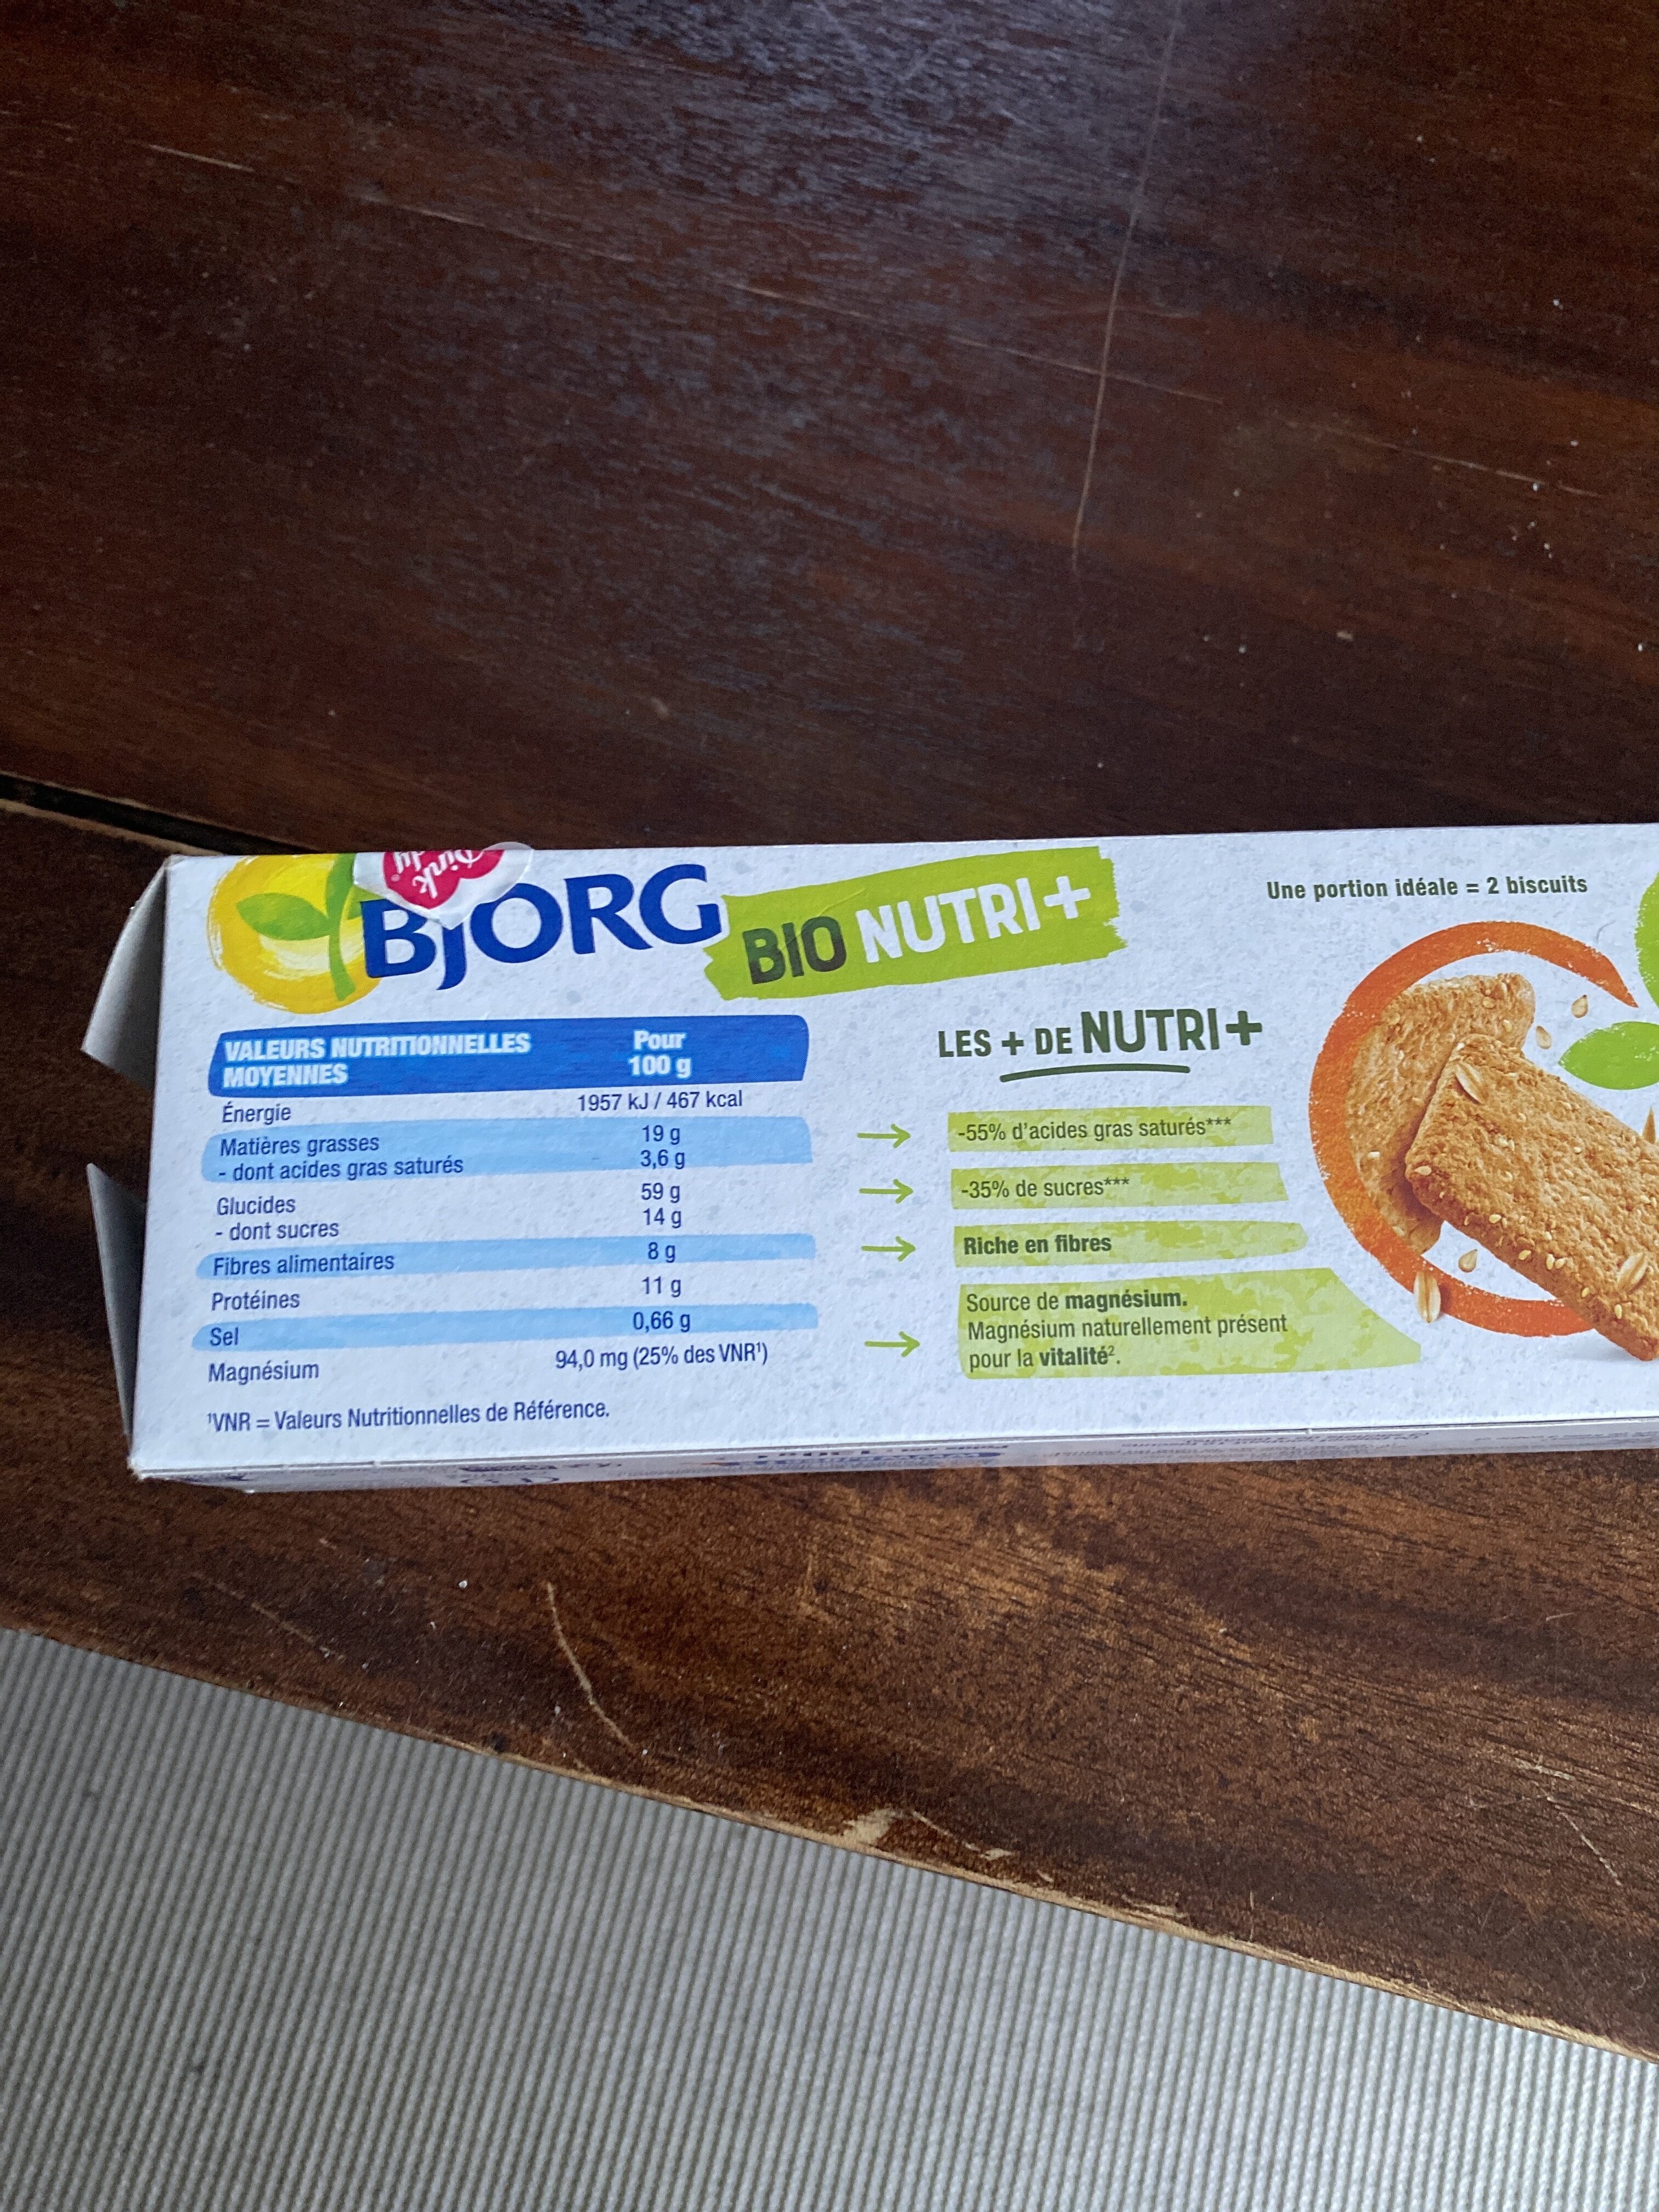 Pink
dy
BJORG
BIO NUTRI+
Une portion idéale = 2 biscuits
VALEURS NUTRITIONNELLES MOYENNES
Pour 100 g
Énergie 1957 kJ / 467 kcal
Matières grasses 19 g
- dont acides gras saturés 3,6 g
Glucides 59 g
- dont sucres 14 g
Fibres alimentaires 8 g
Protéines 11 g
Sel 0,66 g
Magnésium 94,0 mg (25% des VNR¹)
¹VNR = Valeurs Nutritionnelles de Référence.
LES + DE NUTRI+
→ -55% d'acides gras saturés***
→ -35% de sucres***
→ Riche en fibres
→ Source de magnésium.
Magnésium naturellement présent
pour la vitalité².